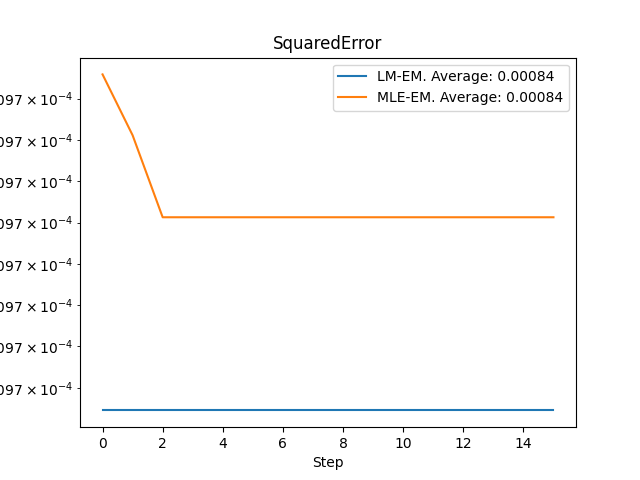 SquaredError
LM-EM. Average: 0.00084
MLE-EM. Average: 0.00084
097 × 10⁻⁴
097 × 10⁻⁴
097 × 10⁻⁴
097 × 10⁻⁴
097 × 10⁻⁴
097 × 10⁻⁴
097 × 10⁻⁴
097 × 10⁻⁴
0 2 4 6 8 10 12 14
Step